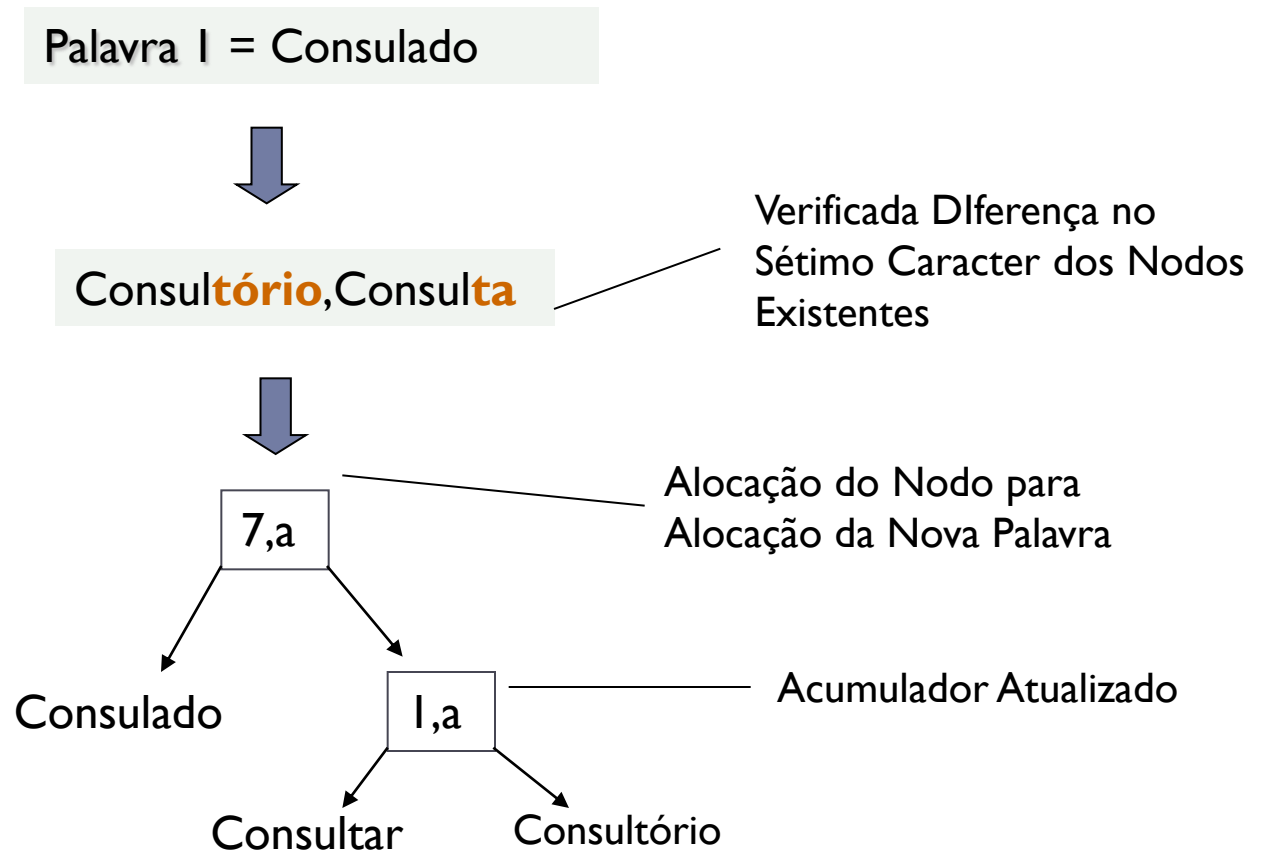 Palavra 1 = Consulado
Verificada DIferença no
Sétimo Caracter dos Nodos
Existentes
Consultório,Consulta
Alocação do Nodo para
Alocação da Nova Palavra
7,a
Acumulador Atualizado
Consulado
1,a
Consultar
Consultório